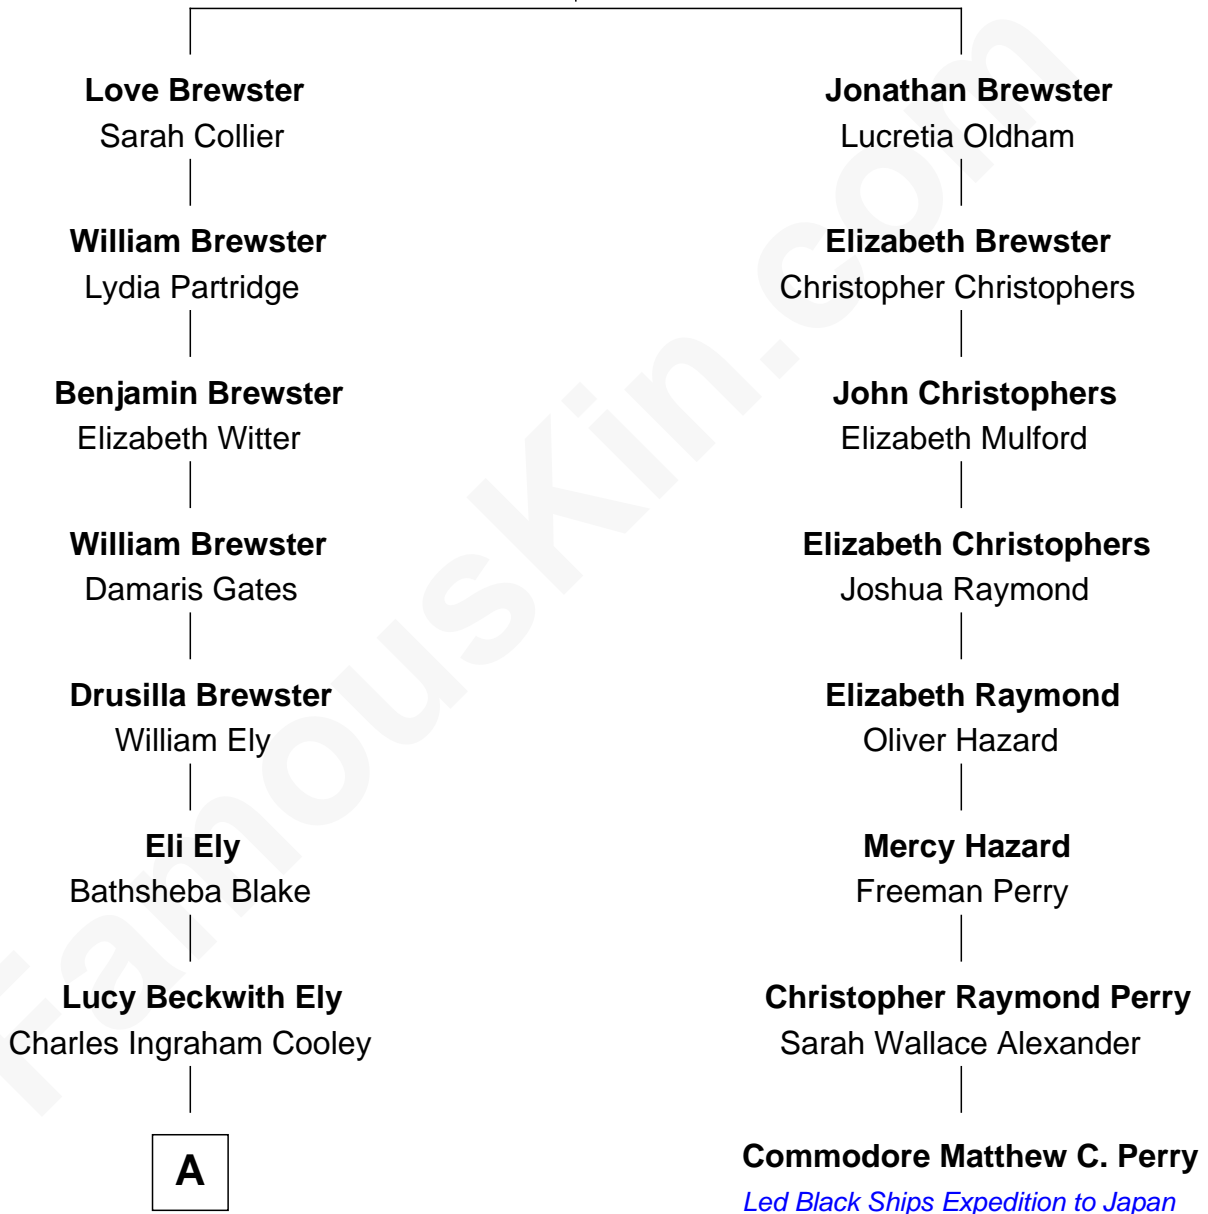 Love Brewster
Sarah Collier
William Brewster
Lydia Partridge
Benjamin Brewster
Elizabeth Witter
William Brewster
Damaris Gates
Drusilla Brewster
William Ely
Eli Ely
Bathsheba Blake
Lucy Beckwith Ely
Charles Ingraham Cooley
A
Jonathan Brewster
Lucretia Oldham
Elizabeth Brewster
Christopher Christophers
John Christophers
Elizabeth Mulford
Elizabeth Christophers
Joshua Raymond
Elizabeth Raymond
Oliver Hazard
Mercy Hazard
Freeman Perry
Christopher Raymond Perry
Sarah Wallace Alexander
Commodore Matthew C. Perry
Led Black Ships Expedition to Japan
FamousKin.com